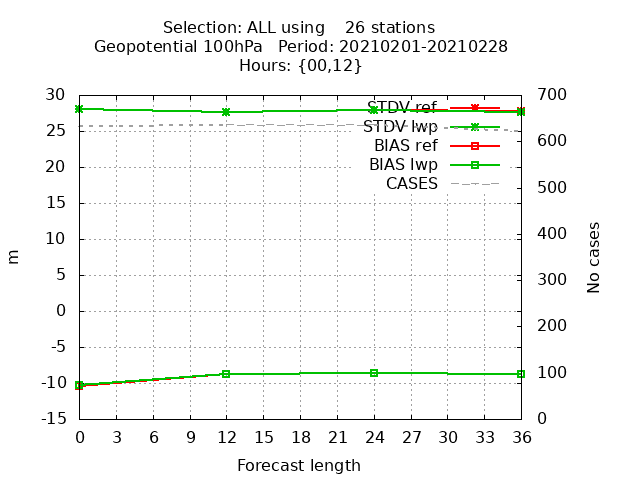 Selection: ALL using    26 stations
Geopotential 100hPa   Period: 20210201-20210228
Hours: {00,12}
30
25
20
15
10
5
0
-5
-10
-15
m
700
600
500
400
300
200
100
0
No cases
STDV ref
STDV lwp
BIAS ref
BIAS lwp
CASES
0 3 6 9 12 15 18 21 24 27 30 33 36
Forecast length